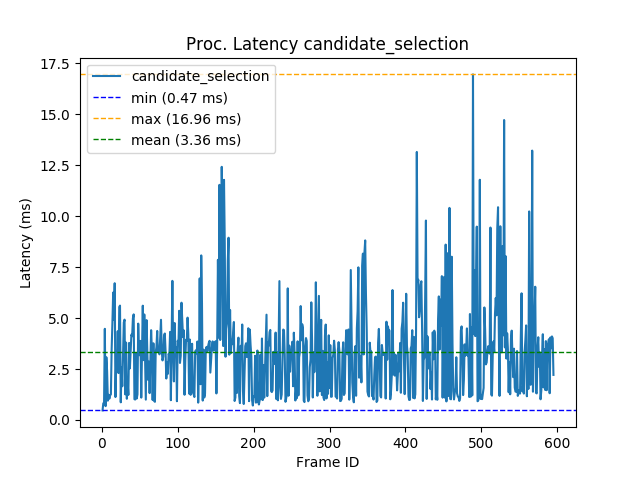 Proc. Latency candidate_selection
candidate_selection
min (0.47 ms)
max (16.96 ms)
mean (3.36 ms)
Latency (ms)
17.5
15.0
12.5
10.0
7.5
5.0
2.5
0.0
0 100 200 300 400 500 600
Frame ID